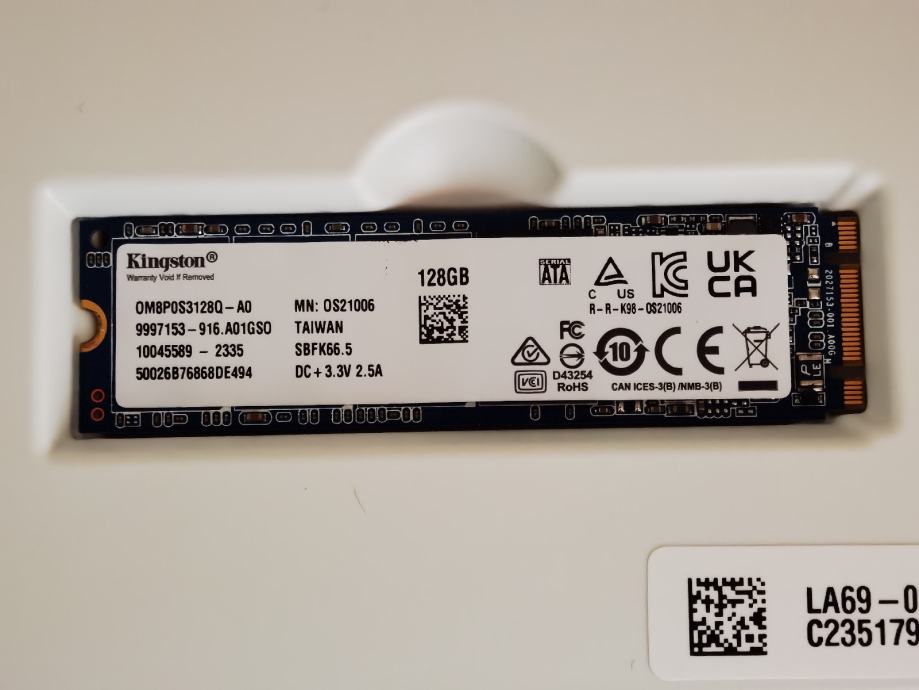 Kingston®
Warranty Void If Removed
128GB
OM8P0S3128Q-A0
9997153-916.A01GSO
10045589 - 2335
50026B76868DE494
MN: OS21006
TAIWAN
SBFK66.5
DC+3.3V 2.5A
SERIAL
ATA
C US
UK
CA
R-R-K98-OS21006
FC
10
CE
VCI
D43254
RoHS
CAN ICES-3(B)/NMB-3(B)
2027153-001.A00G
LA69-0
C235179